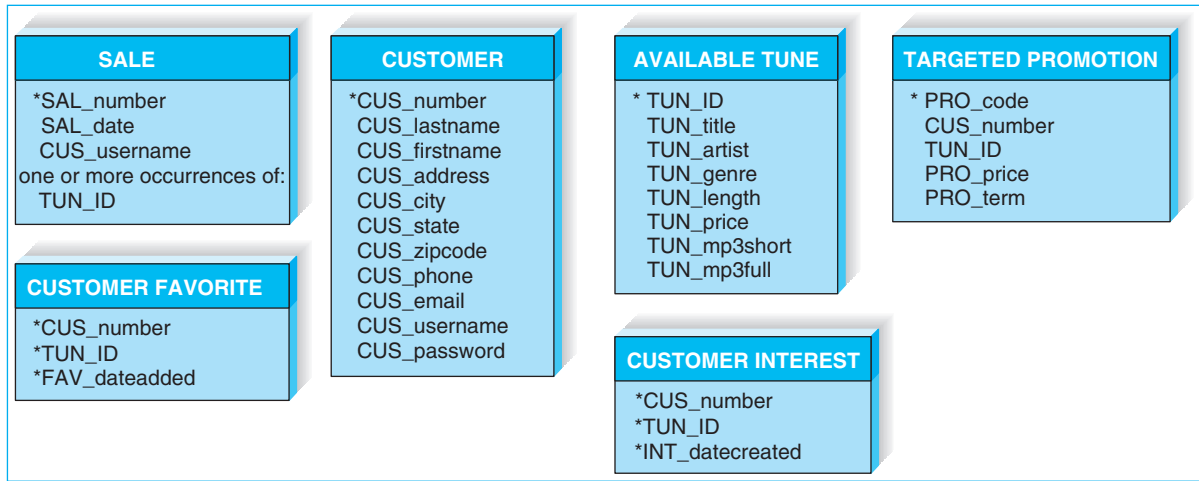 SALE
*SAL_number
SAL_date
CUS_username
one or more occurrences of:
TUN_ID
CUSTOMER
*CUS_number
CUS_lastname
CUS_firstname
CUS_address
CUS_city
CUS_state
CUS_zipcode
CUS_phone
CUS_email
CUS_username
CUS_password
AVAILABLE TUNE
* TUN_ID
TUN_title
TUN_artist
TUN_genre
TUN_length
TUN_price
TUN_mp3short
TUN_mp3full
TARGETED PROMOTION
* PRO_code
CUS_number
TUN_ID
PRO_price
PRO_term
CUSTOMER FAVORITE
*CUS_number
*TUN_ID
*FAV_dateadded
CUSTOMER INTEREST
*CUS_number
*TUN_ID
*INT_datecreated